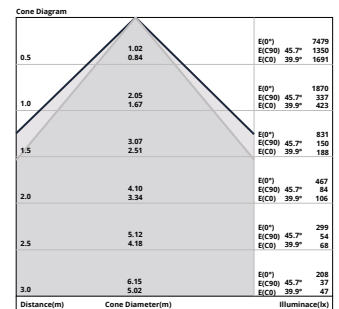 Cone Diagram
E(0°) 7479
1.02 E(C90) 45.7° 1350
0.5 0.84 E(C0) 39.9° 1691
E(0°) 1870
2.05 E(C90) 45.7° 337
1.0 1.67 E(C0) 39.9° 423
E(0°) 831
3.07 E(C90) 45.7° 150
1.5 2.51 E(C0) 39.9° 188
E(0°) 467
4.10 E(C90) 45.7° 84
2.0 3.34 E(C0) 39.9° 106
E(0°) 299
5.12 E(C90) 45.7° 54
2.5 4.18 E(C0) 39.9° 68
E(0°) 208
6.15 E(C90) 45.7° 37
3.0 5.02 E(C0) 39.9° 47
Distance(m) Cone Diameter(m) Illuminace(lx)